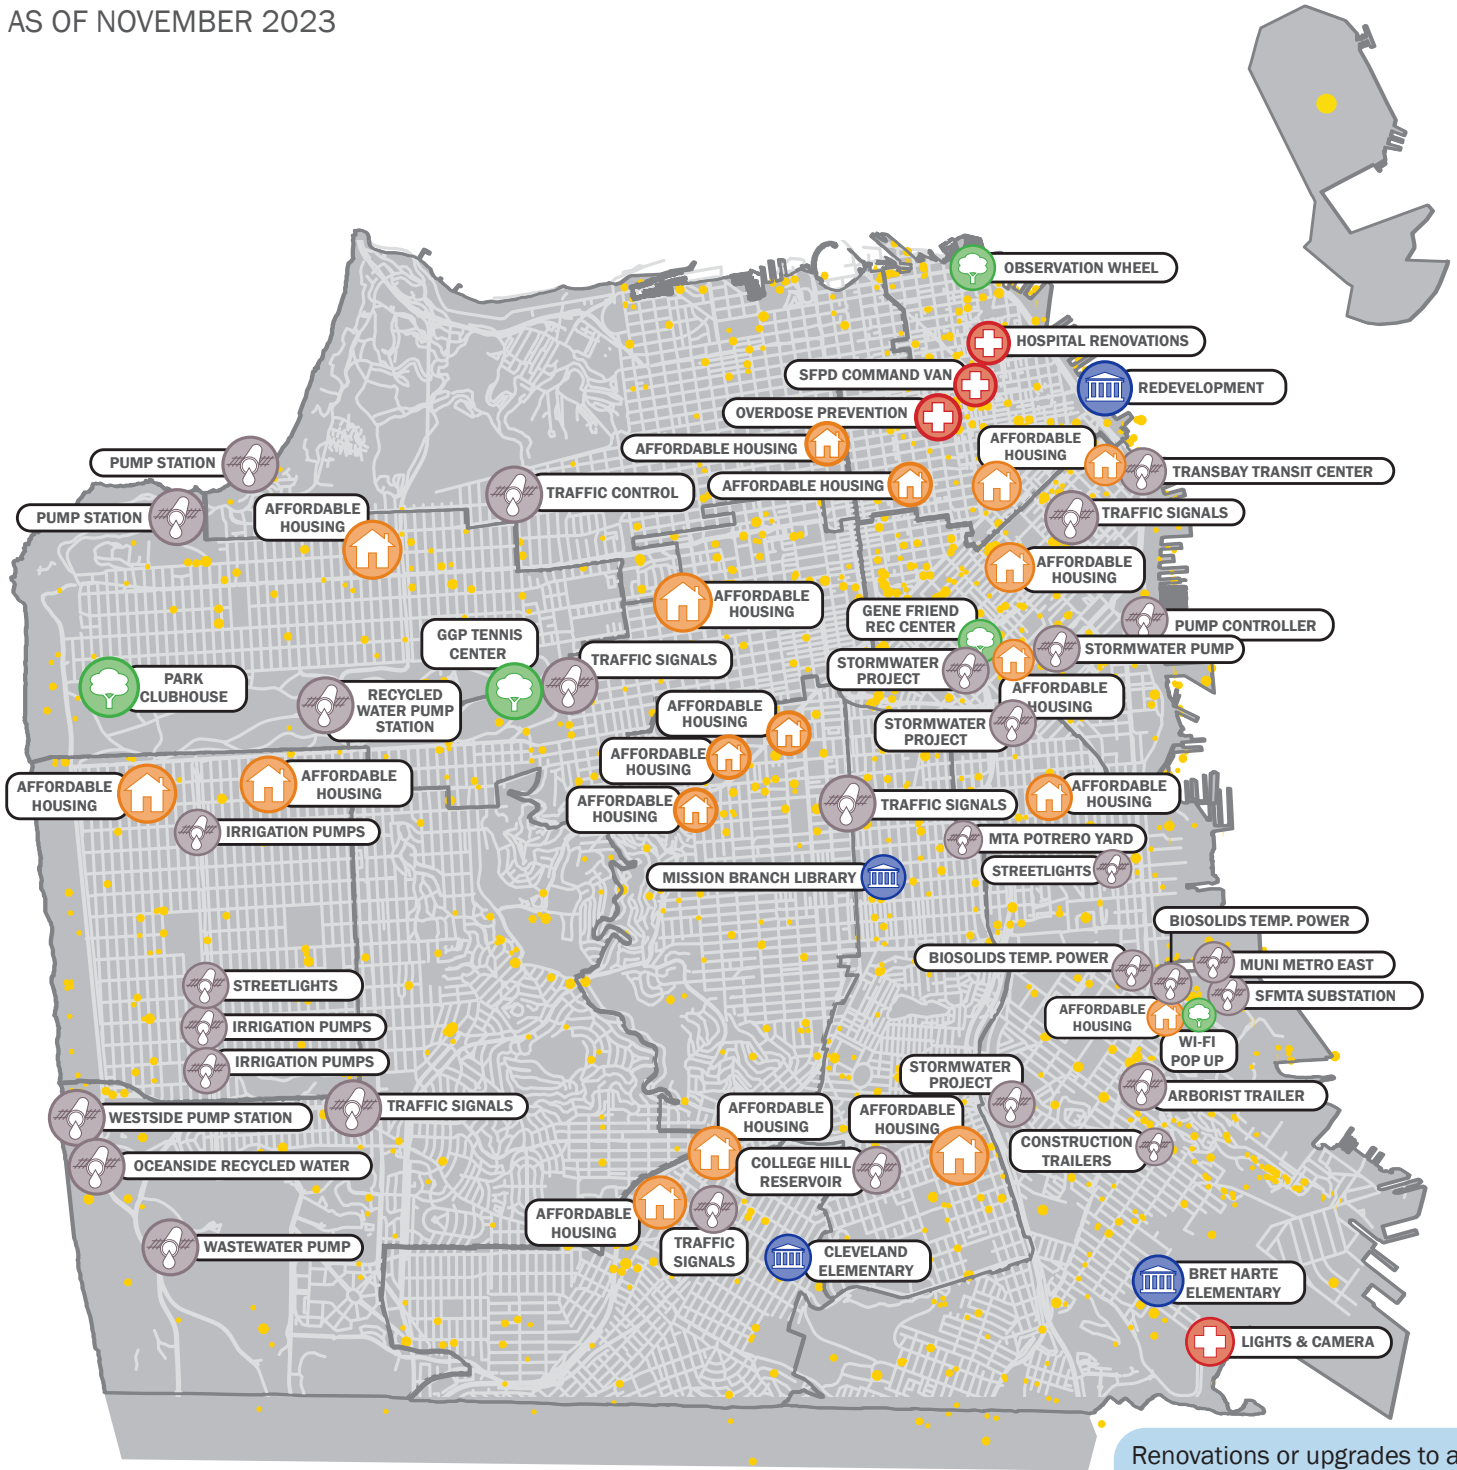 AS OF NOVEMBER 2023
OBSERVATION WHEEL
HOSPITAL RENOVATIONS
SFPD COMMAND VAN
REDEVELOPMENT
OVERDOSE PREVENTION
AFFORDABLE HOUSING
AFFORDABLE
HOUSING
PUMP STATION
TRANSBAY TRANSIT CENTER
TRAFFIC CONTROL
AFFORDABLE HOUSING
PUMP STATION
AFFORDABLE
HOUSING
TRAFFIC SIGNALS
AFFORDABLE
HOUSING
AFFORDABLE
HOUSING
GENE FRIEND
REC CENTER
PUMP CONTROLLER
GGP TENNIS
CENTER
TRAFFIC SIGNALS
STORMWATER PUMP
STORMWATER
PROJECT
PARK
CLUBHOUSE
RECYCLED
WATER PUMP
STATION
AFFORDABLE
HOUSING
AFFORDABLE
HOUSING
STORMWATER
PROJECT
AFFORDABLE
HOUSING
AFFORDABLE
HOUSING
AFFORDABLE
HOUSING
AFFORDABLE
HOUSING
TRAFFIC SIGNALS
AFFORDABLE
HOUSING
IRRIGATION PUMPS
MTA POTRERO YARD
STREETLIGHTS
MISSION BRANCH LIBRARY
BIOSOLIDS TEMP. POWER
BIOSOLIDS TEMP. POWER
MUNI METRO EAST
STREETLIGHTS
SFMTA SUBSTATION
AFFORDABLE
HOUSING
IRRIGATION PUMPS
WI-FI
POP UP
IRRIGATION PUMPS
STORMWATER
PROJECT
ARBORIST TRAILER
WESTSIDE PUMP STATION
TRAFFIC SIGNALS
AFFORDABLE
HOUSING
AFFORDABLE
HOUSING
CONSTRUCTION
TRAILERS
OCEANSIDE RECYCLED WATER
COLLEGE HILL
RESERVOIR
AFFORDABLE
HOUSING
WASTEWATER PUMP
TRAFFIC
SIGNALS
CLEVELAND
ELEMENTARY
BRET HARTE
ELEMENTARY
LIGHTS & CAMERA
Renovations or upgrades to a